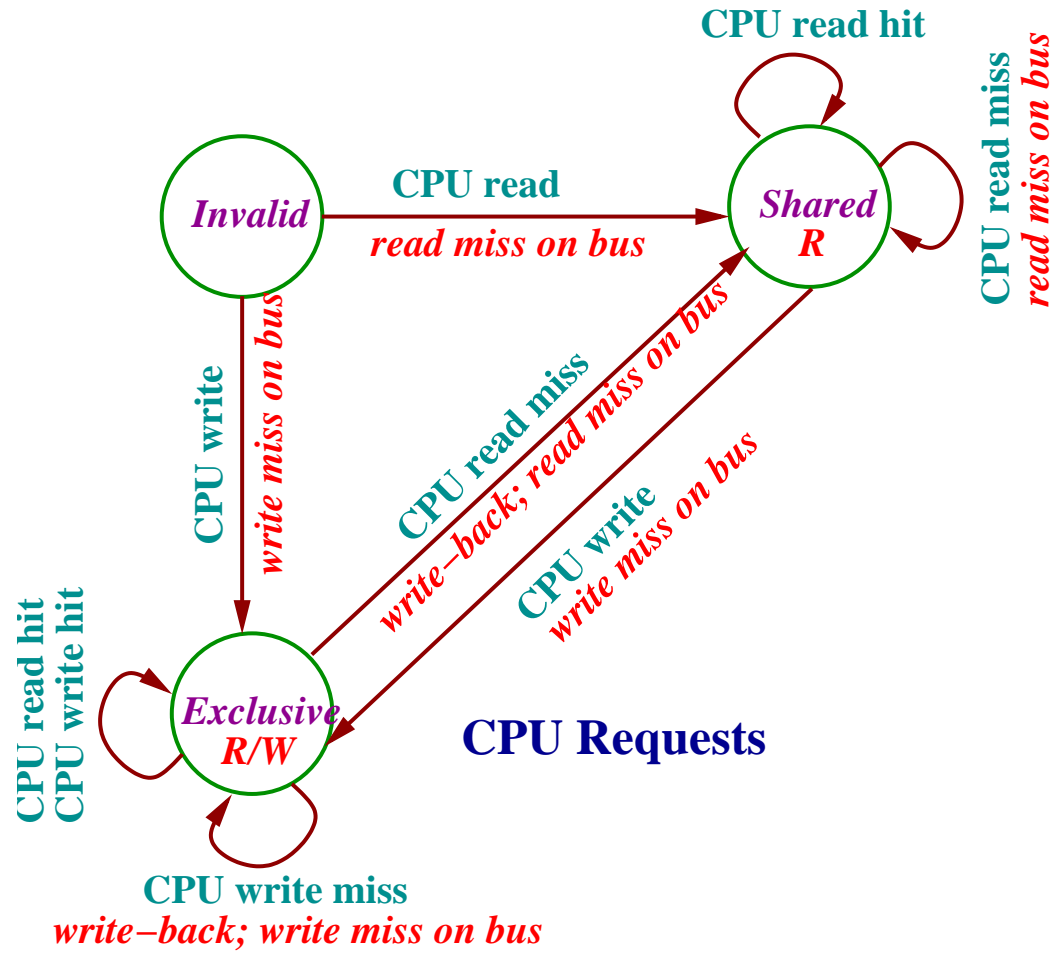 CPU read hit
CPU read miss
read miss on bus
Invalid
CPU read
read miss on bus
Shared
R
CPU write
write miss on bus
CPU read miss
write−back; read miss on bus
CPU write
write miss on bus
CPU read hit
CPU write hit
Exclusive
R/W
CPU Requests
CPU write miss
write−back; write miss on bus